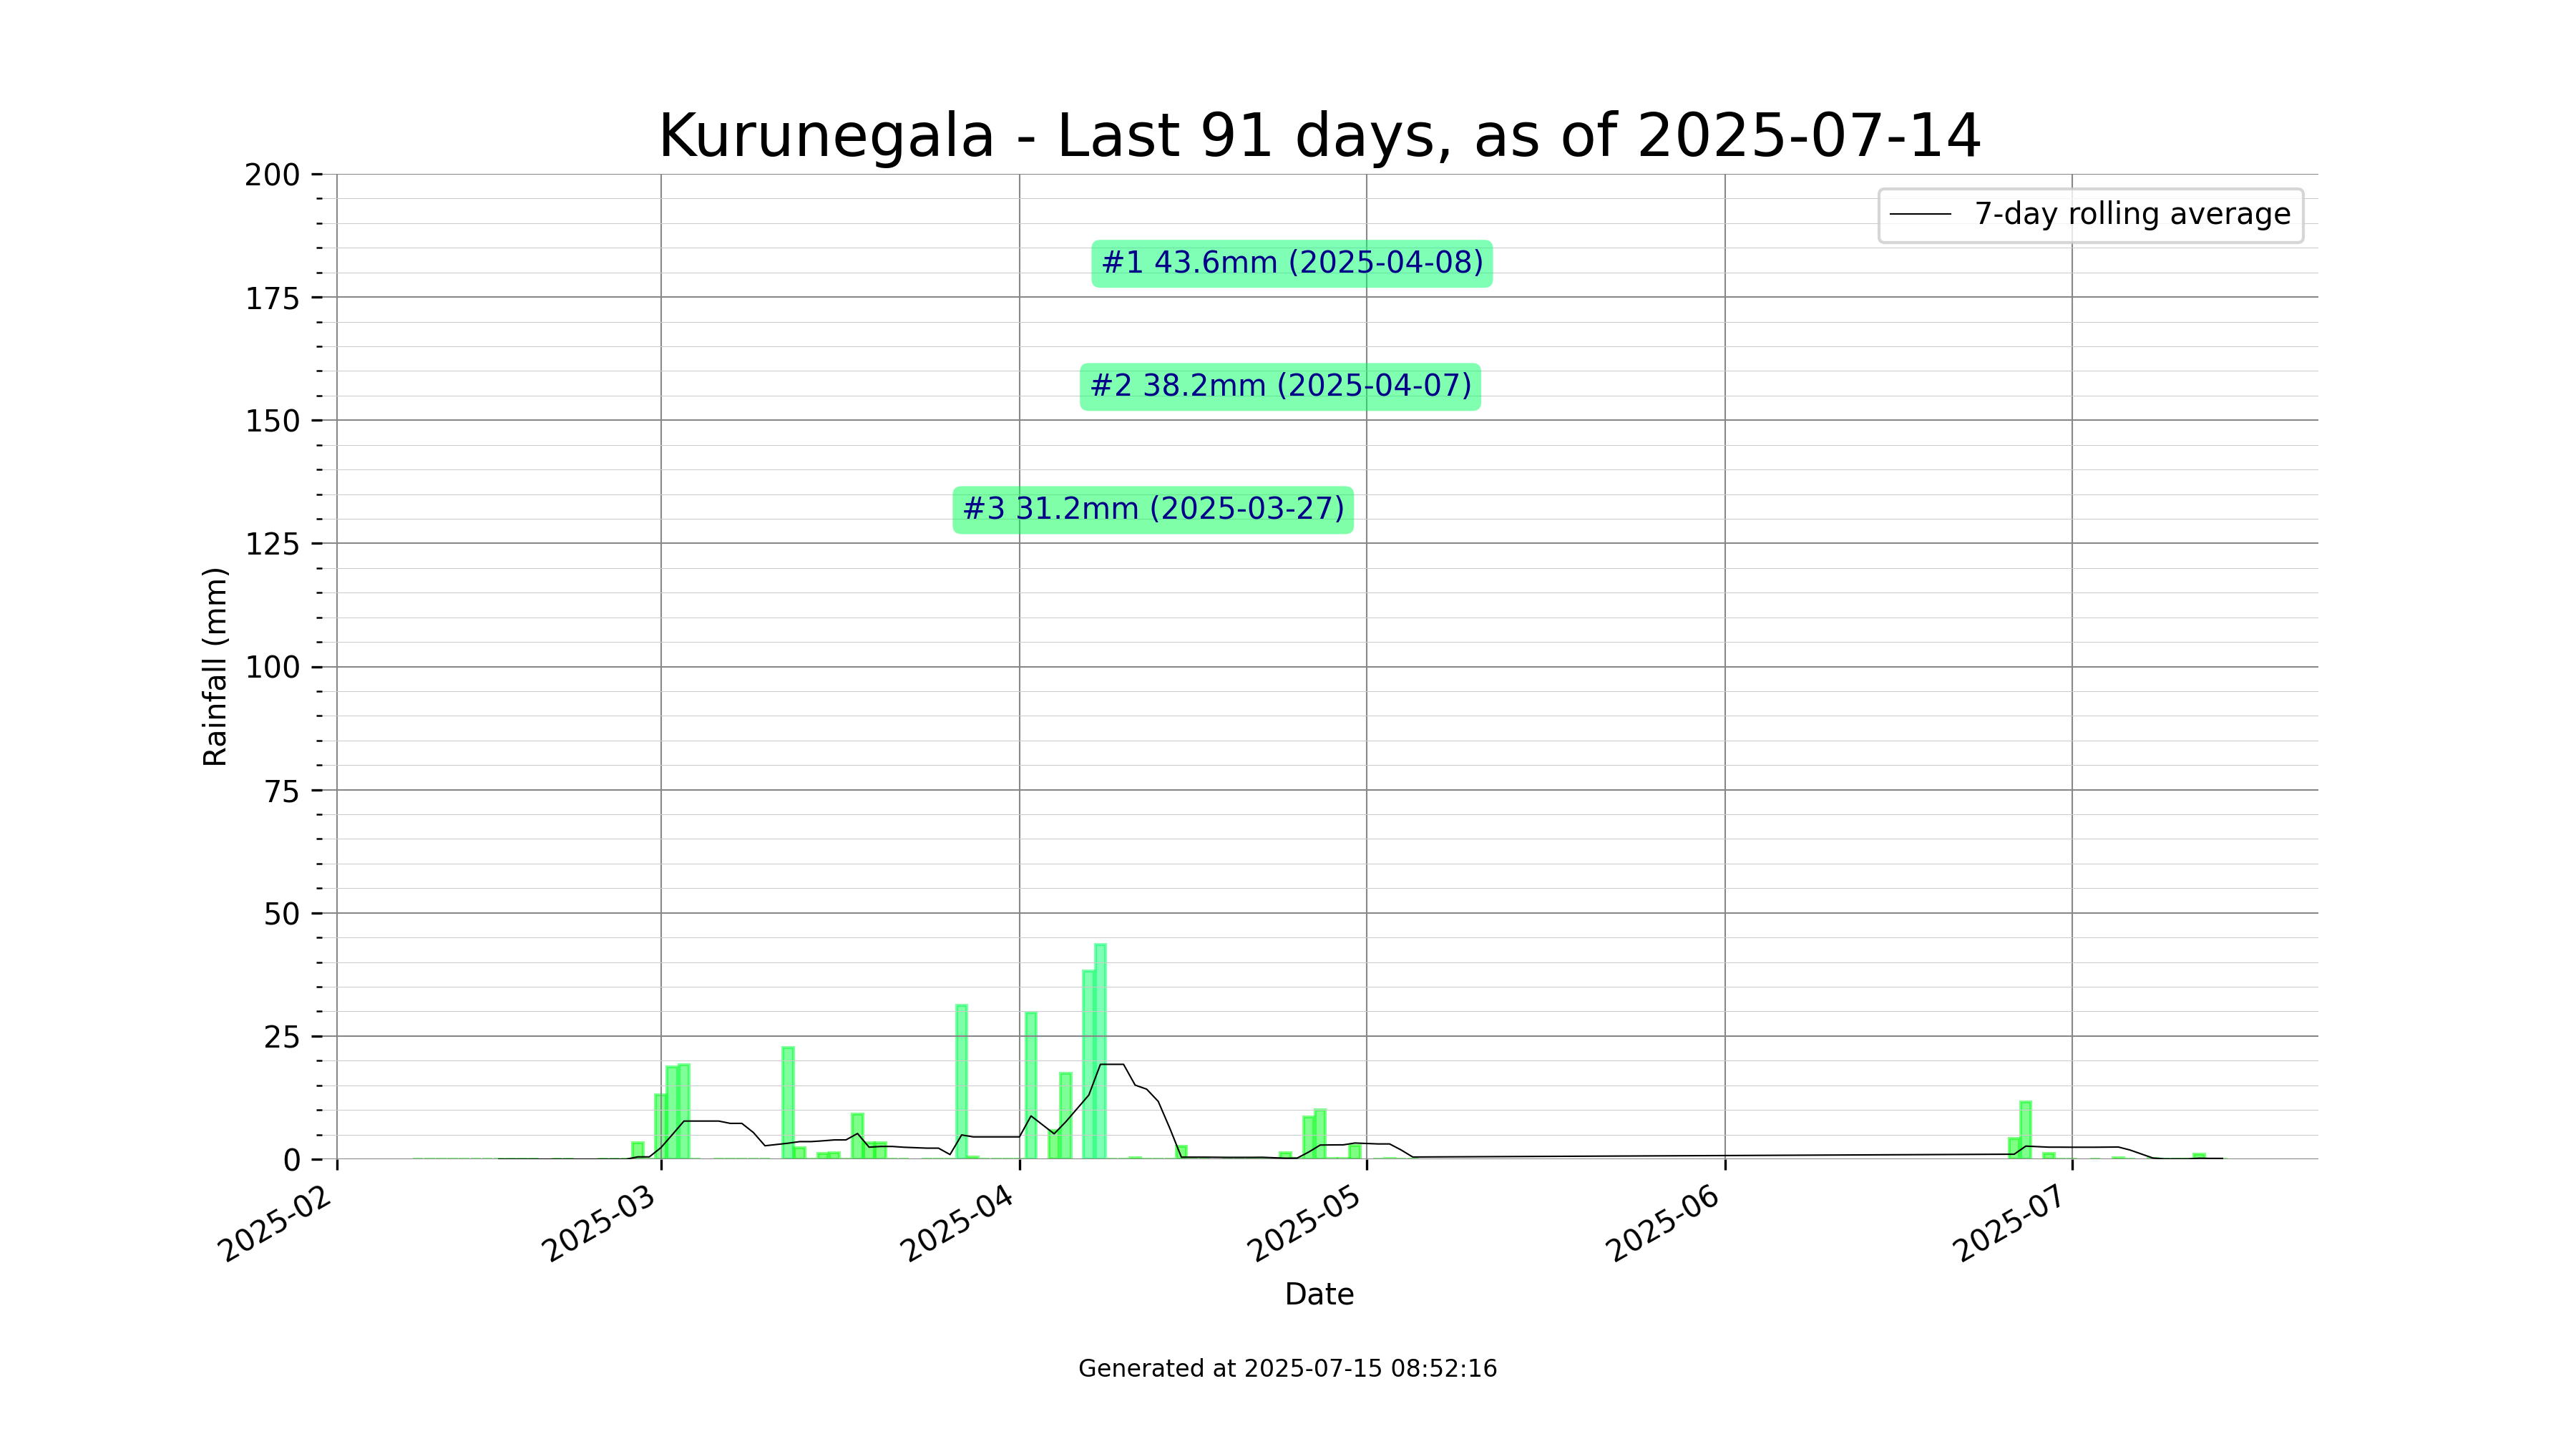 Kurunegala - Last 91 days, as of 2025-07-14
200
175
150
125
100
75
50
25
0
Rainfall (mm)
7-day rolling average
#1 43.6mm (2025-04-08)
#2 38.2mm (2025-04-07)
#3 31.2mm (2025-03-27)
2025-02
2025-03
2025-04
2025-05
2025-06
2025-07
Date
Generated at 2025-07-15 08:52:16